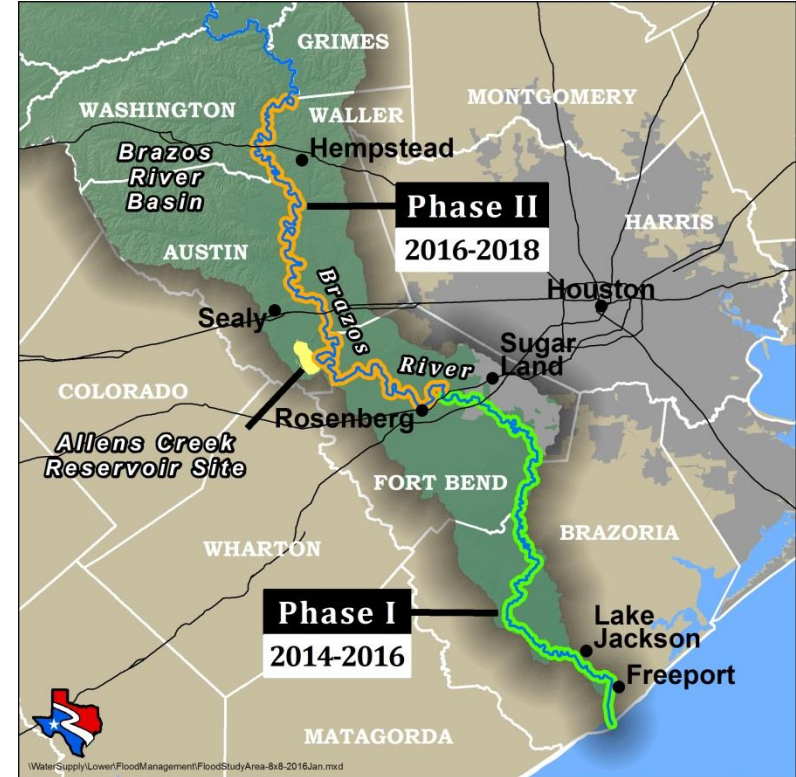 GRIMES
MONTGOMERY
WASHINGTON
WALLER
Hempstead
Brazos
River
Basin
Phase II
2016-2018
HARRIS
AUSTIN
Brazos
River
Houston
Sealy
Sugar
Land
COLORADO
Rosenberg
Allens Creek
Reservoir Site
FORT BEND
BRAZORIA
WHARTON
Phase I
2014-2016
Lake
Jackson
Freeport
MATAGORDA
\WaterSupply\Lower\FloodManagement\FloodStudyArea-8x8-2016Jan.mxd